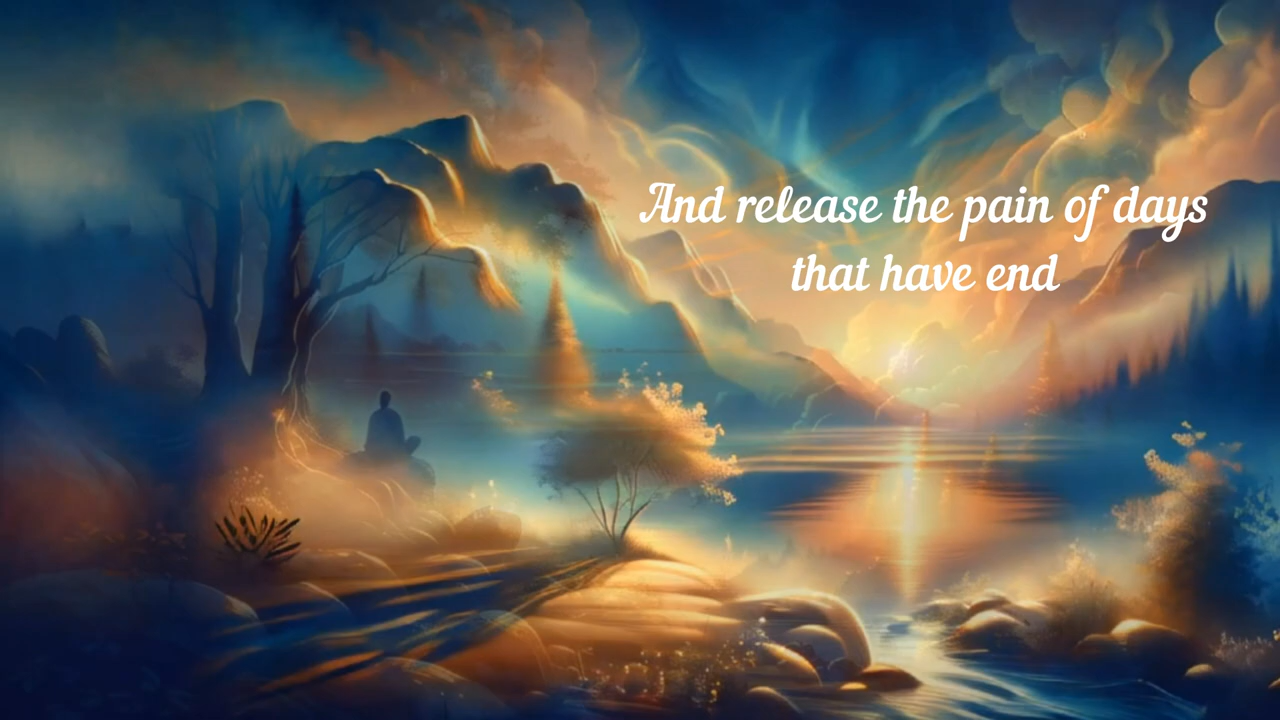 And release the pain of days
that have end